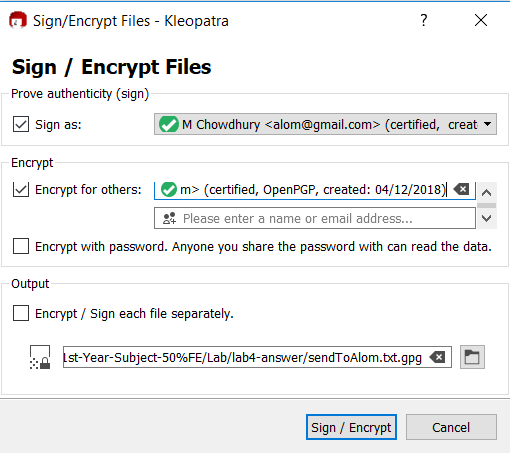 Sign/Encrypt Files - Kleopatra
Sign / Encrypt Files
Prove authenticity (sign)
Sign as: M Chowdhury <alom@gmail.com> (certified, creat
Encrypt
Encrypt for others: m> (certified, OpenPGP, created: 04/12/2018)
Please enter a name or email address...
Encrypt with password. Anyone you share the password with can read the data.
Output
Encrypt / Sign each file separately.
1st-Year-Subject-50%FE/Lab/lab4-answer/sendToAlom.txt.gpg
Sign / Encrypt Cancel